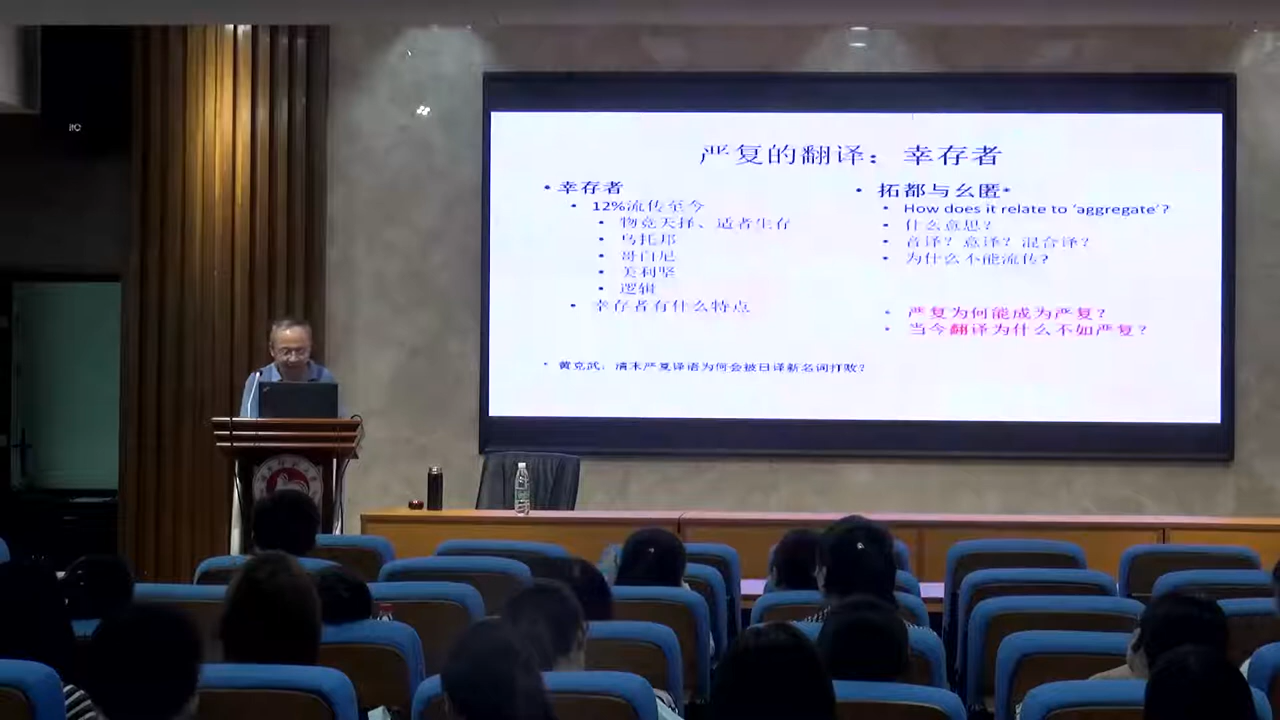 严复的翻译：幸存者
• 幸存者
• 12%流传至今
• 物竞天择、适者生存
• 乌托邦
• 哥白尼
• 美利坚
• 逻辑
• 幸存者有什么特点
• 黄克武：清末严复译语为何会被日译新名词打败？
• 拓都与幺匿*
• How does it relate to ‘aggregate’?
• 什么意思？
• 音译？意译？混合译？
• 为什么不能流传？
• 严复为何能成为严复？
• 当今翻译为什么不如严复？